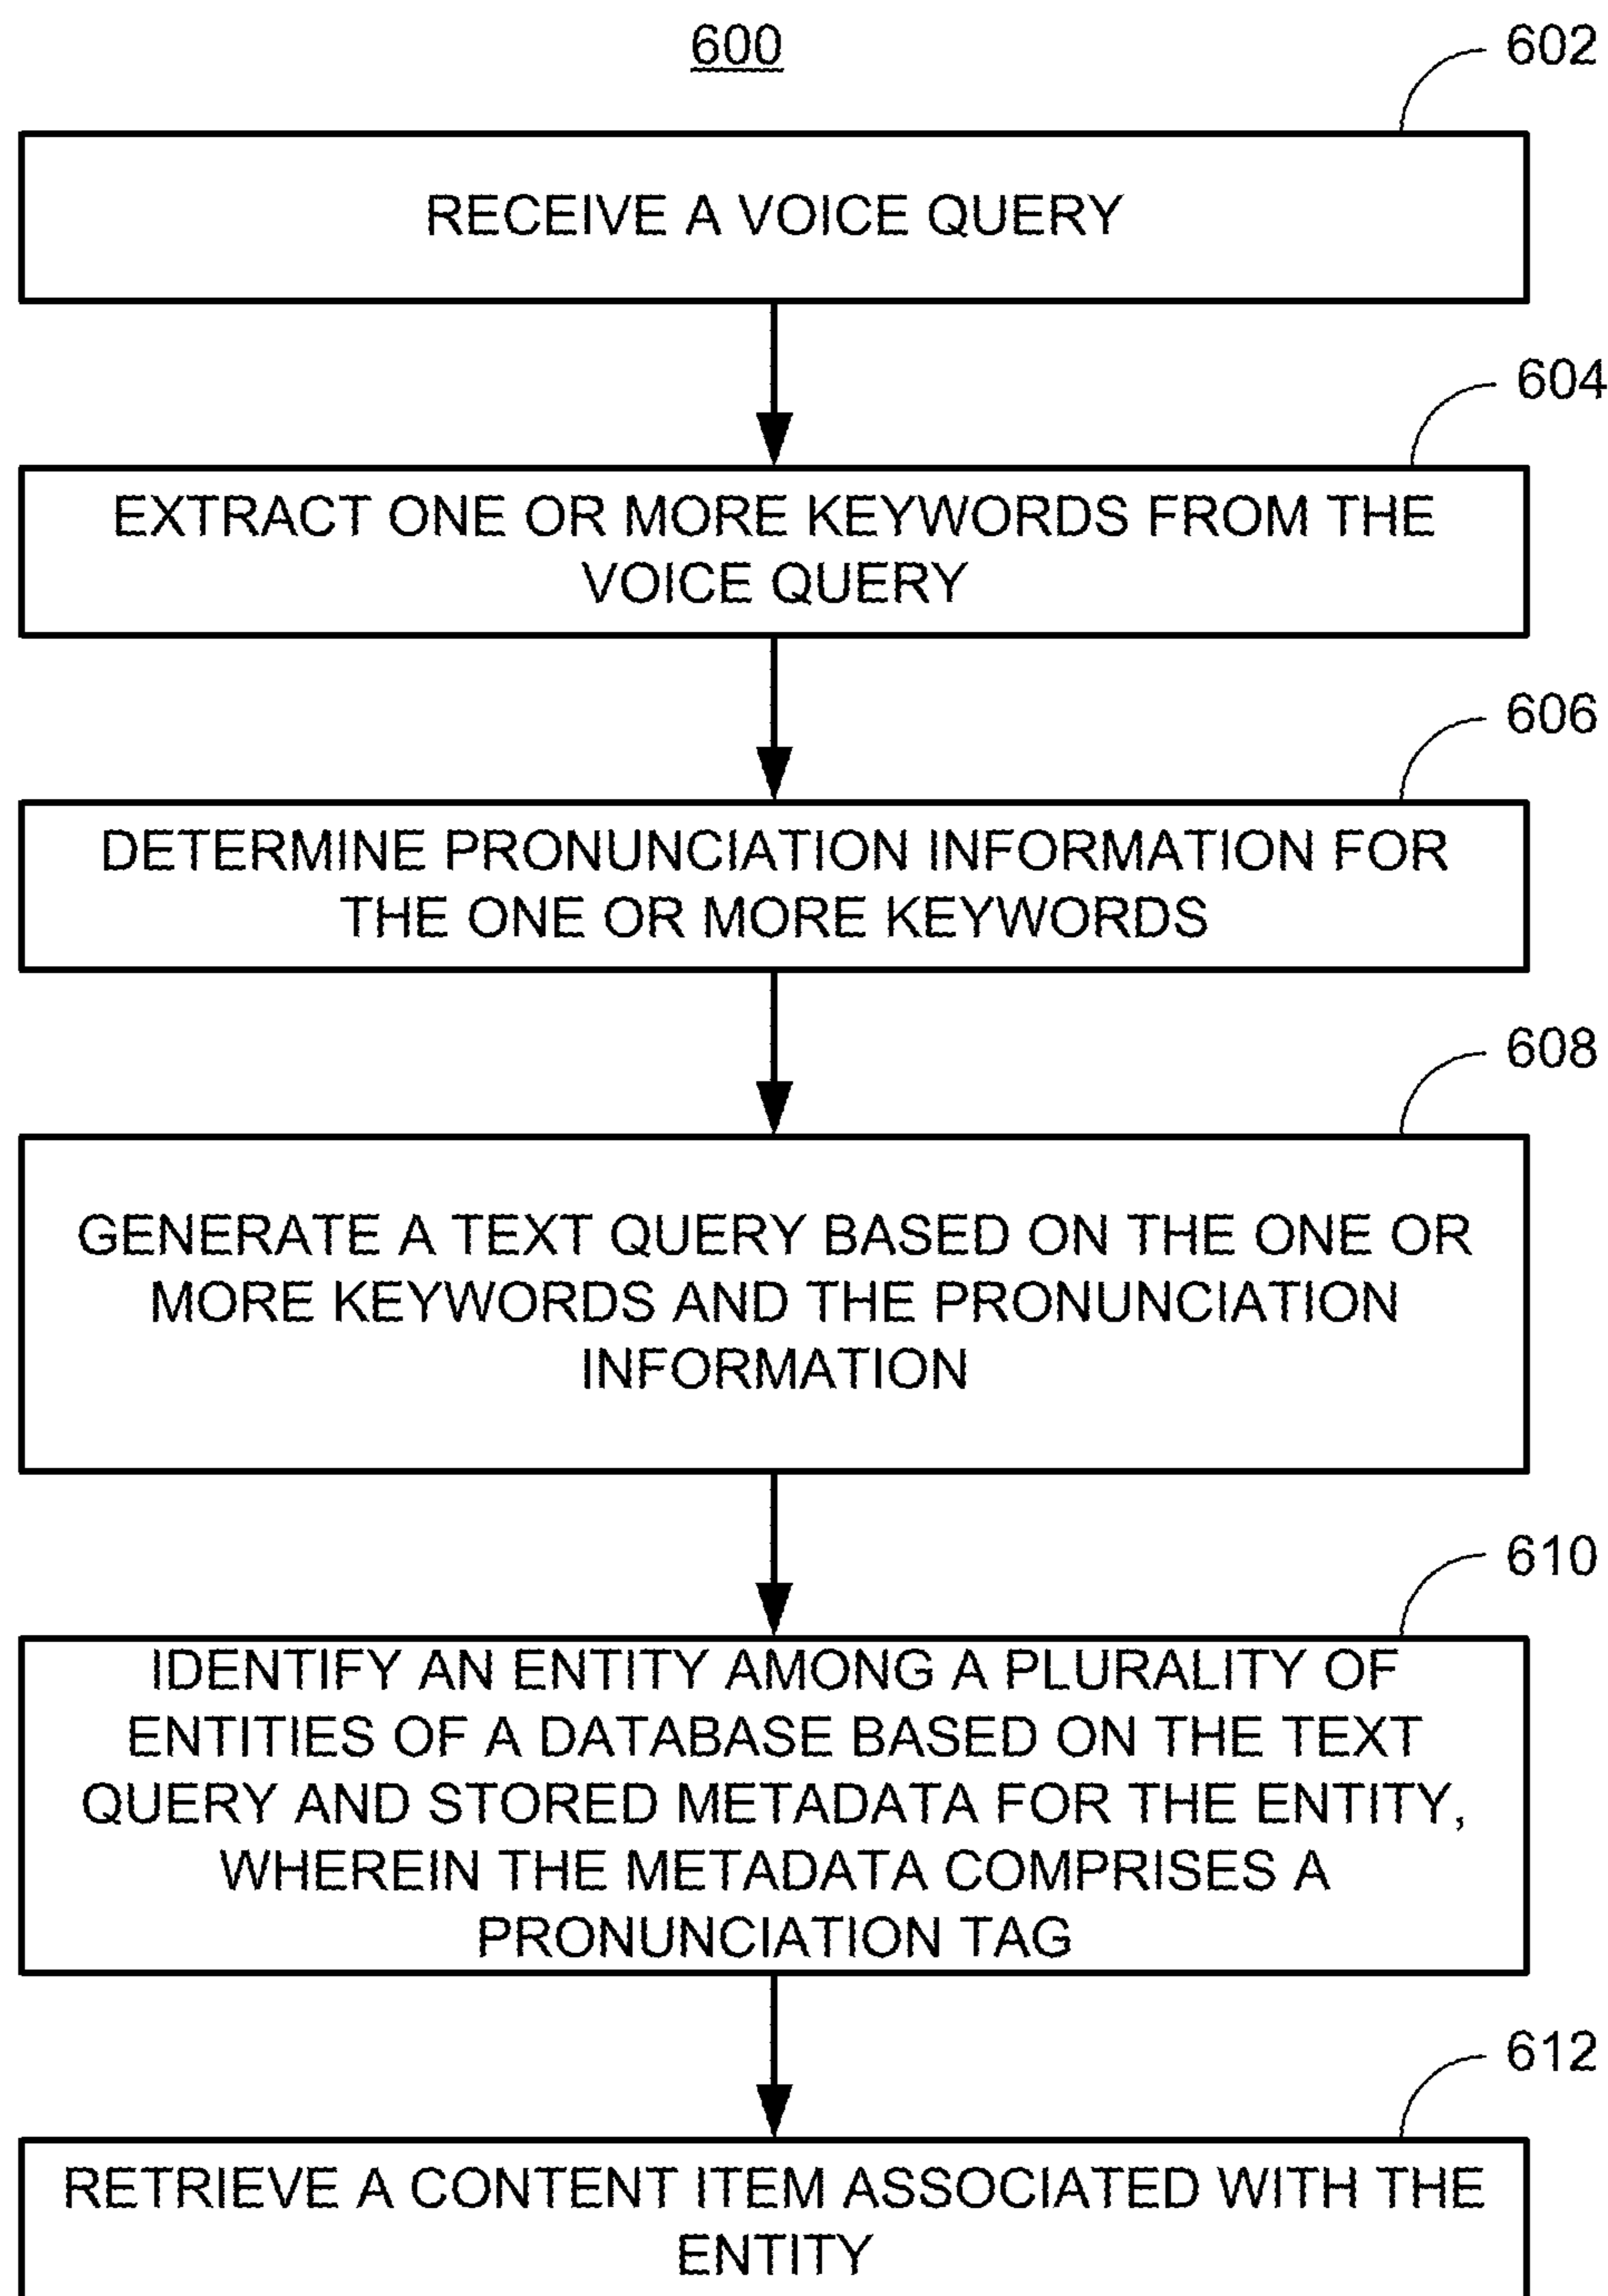 600
602
RECEIVE A VOICE QUERY
604
EXTRACT ONE OR MORE KEYWORDS FROM THE
VOICE QUERY
606
DETERMINE PRONUNCIATION INFORMATION FOR
THE ONE OR MORE KEYWORDS
608
GENERATE A TEXT QUERY BASED ON THE ONE OR
MORE KEYWORDS AND THE PRONUNCIATION
INFORMATION
610
IDENTIFY AN ENTITY AMONG A PLURALITY OF
ENTITIES OF A DATABASE BASED ON THE TEXT
QUERY AND STORED METADATA FOR THE ENTITY,
WHEREIN THE METADATA COMPRISES A
PRONUNCIATION TAG
612
RETRIEVE A CONTENT ITEM ASSOCIATED WITH THE
ENTITY